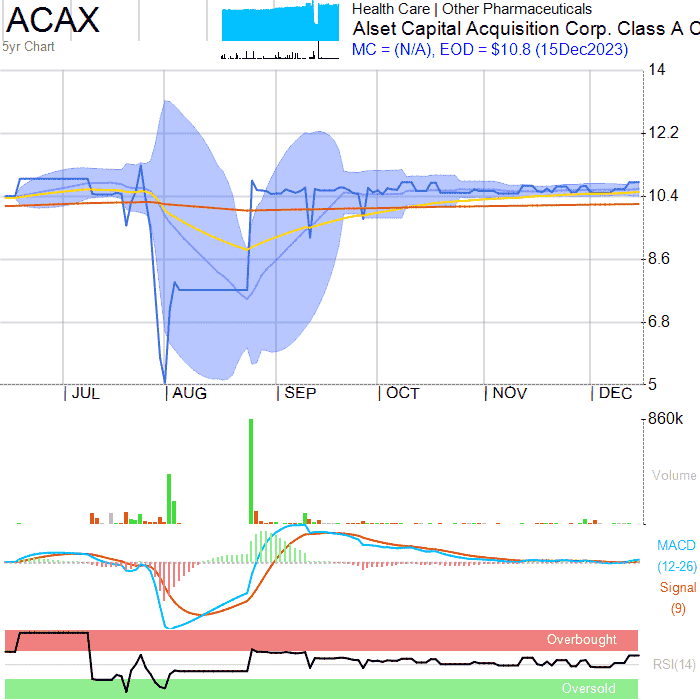 ACAX
5yr Chart
Health Care | Other Pharmaceuticals
Alset Capital Acquisition Corp. Class A C
MC = (N/A), EOD = $10.8 (15Dec2023)
14
12.2
10.4
8.6
6.8
5
JUL AUG SEP OCT NOV DEC
860k
Volume
MACD
(12-26)
Signal
(9)
Overbought
RSI(14)
Oversold